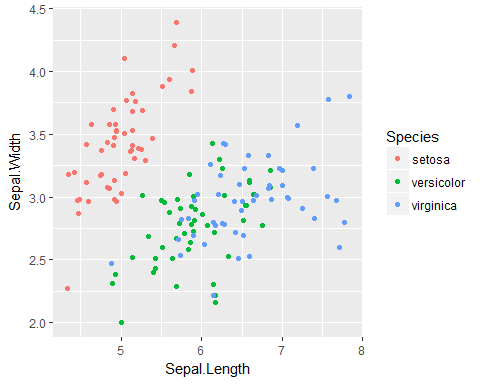 4.5
4.0
3.5
3.0
2.5
2.0
Sepal.Width
5
6
7
8
Sepal.Length
Species
setosa
versicolor
virginica